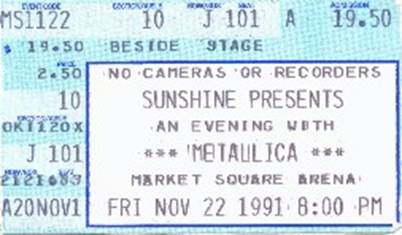 MS1122 10 J 101 A 19.50
$ 19.50 BESIDE STAGE
2.50 NO CAMERAS OR RECORDERS
10 SUNSHINE PRESENTS
OK1120X AN EVENING WITH
J 101 *** METALLICA ***
MARKET SQUARE ARENA
A20NOV1 FRI NOV 22 1991 8:00 PM